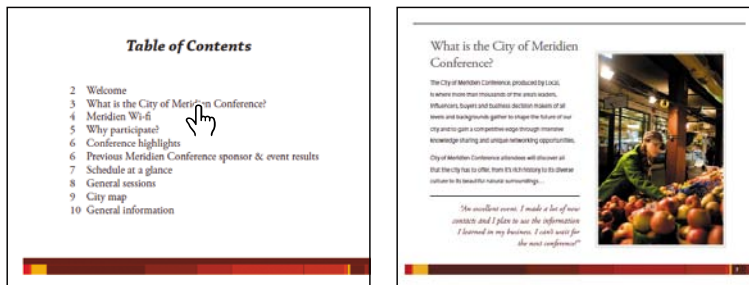 Table of Contents
2 Welcome
3 What is the City of Meridien Conference?
4 Meridien Wi-fi
5 Why participate?
6 Conference highlights
6 Previous Meridien Conference sponsor & event results
7 Schedule at a glance
8 General sessions
9 City map
10 General information
What is the City of Meridien
Conference?
The City of Meridien Conference, produced by Local,
is where more than thousands of the area's leaders,
influencers, buyers and business decision makers of all
levels and backgrounds gather to shape the future of our
city and to gain a competitive edge through intensive
knowledge sharing and unique networking opportunities.
City of Meridien Conference attendees will discover all
that the city has to offer, from it's rich history to its diverse
culture to its beautiful natural surroundings...
"An excellent event. I made a lot of new
contacts and I plan to use the information
I learned in my business. I can't wait for
the next conference!"
3